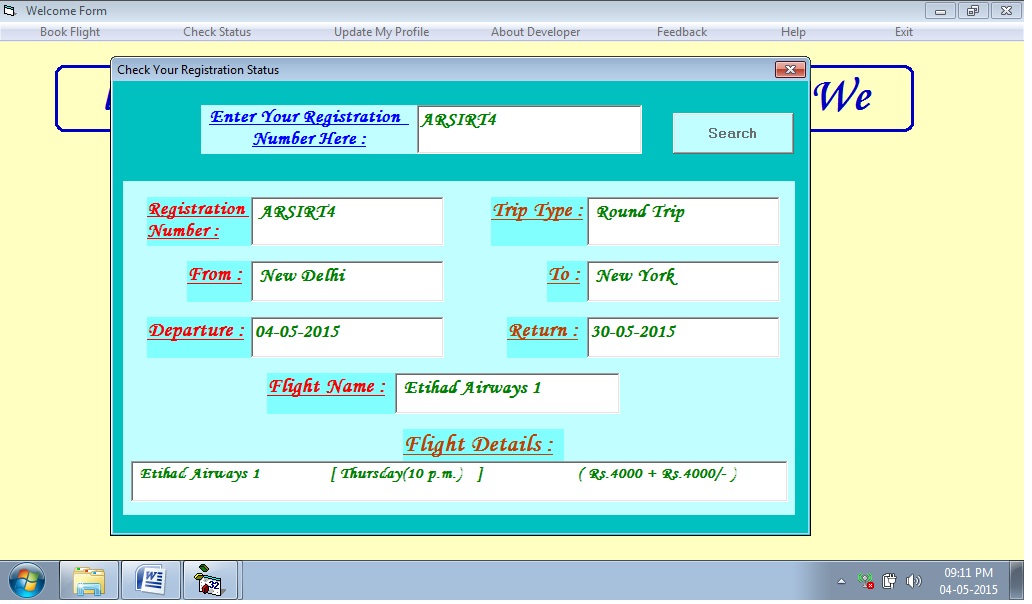 Welcome Form
Book Flight Check Status Update My Profile About Developer Feedback Help Exit
We
Check Your Registration Status
Enter Your Registration
Number Here :
ARSIRT4
Search
Registration
Number :
ARSIRT4
Trip Type :
Round Trip
From :
New Delhi
To :
New York
Departure :
04-05-2015
Return :
30-05-2015
Flight Name :
Etihad Airways 1
Flight Details :
Etihad Airways 1 [ Thursday(10 p.m.) ] ( Rs.4000 + Rs.4000/- )
32
09:11 PM
04-05-2015